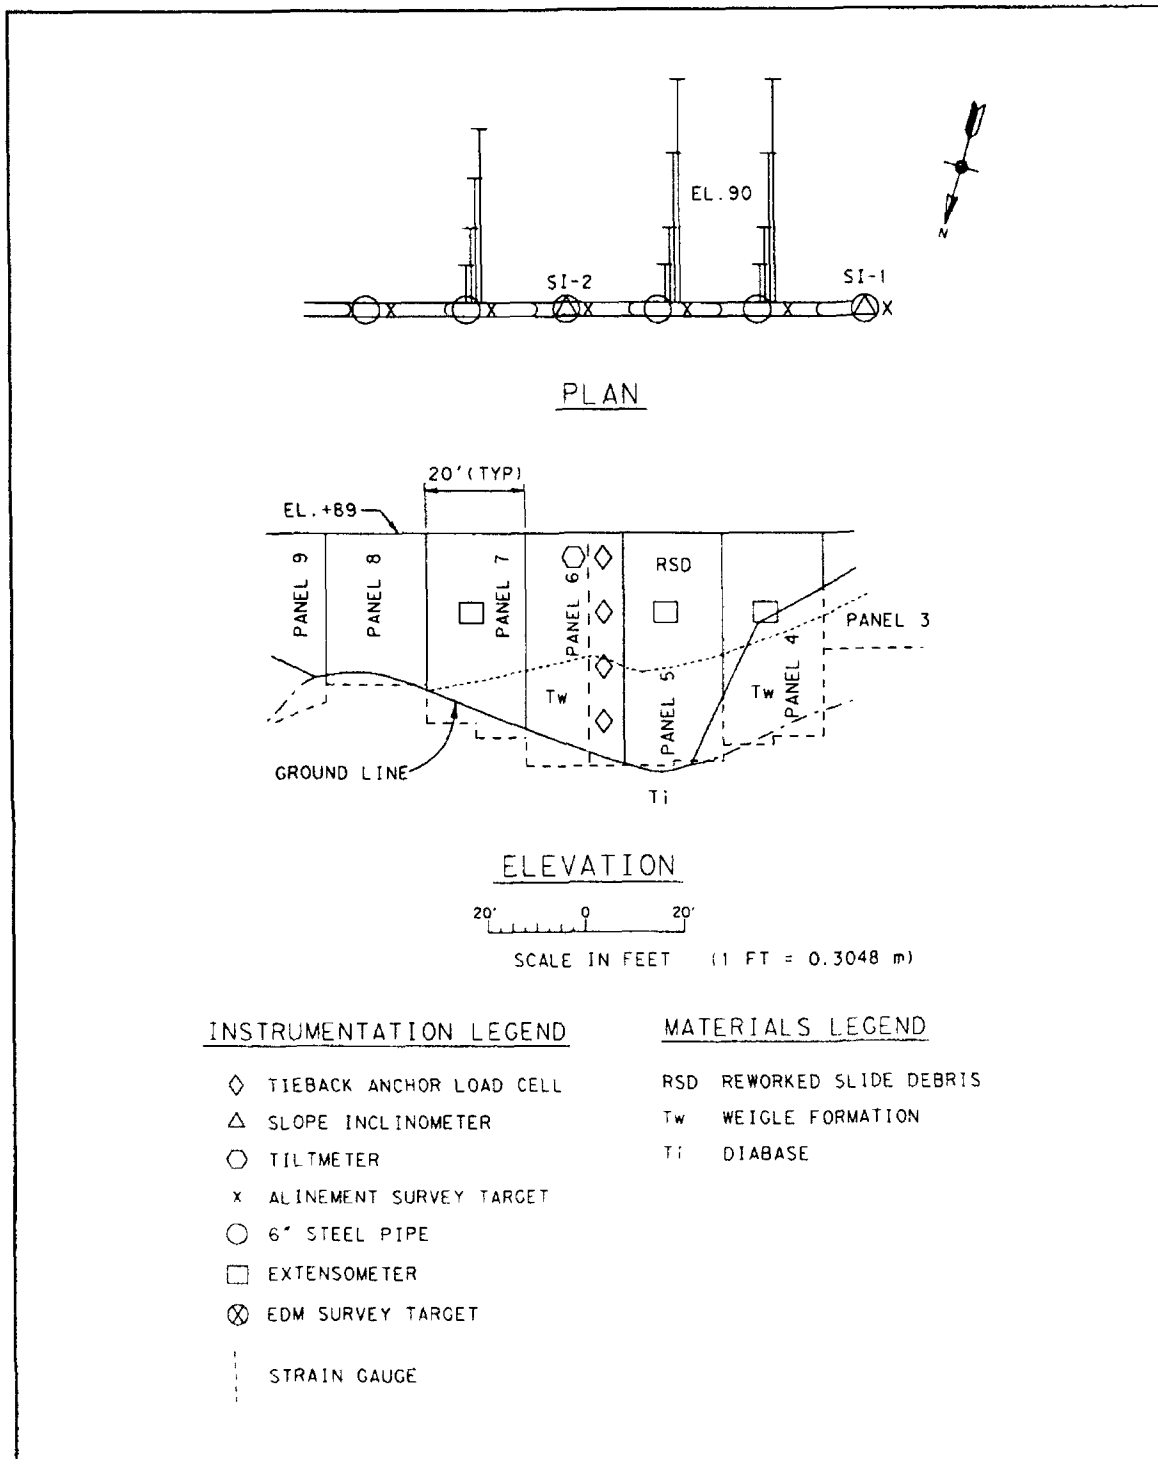 EL.90
N
SI-2
SI-1
PLAN
20'(TYP)
EL.+89
PANEL 9
PANEL 8
PANEL 7
PANEL 6
RSD
PANEL 5
PANEL 4
PANEL 3
Tw
Tw
GROUND LINE
Ti
ELEVATION
20' 0 20'
SCALE IN FEET (1 FT = 0.3048 m)
INSTRUMENTATION LEGEND
TIEBACK ANCHOR LOAD CELL
SLOPE INCLINOMETER
TILTMETER
x ALINEMENT SURVEY TARGET
6" STEEL PIPE
EXTENSOMETER
EDM SURVEY TARGET
STRAIN GAUGE
MATERIALS LEGEND
RSD REWORKED SLIDE DEBRIS
Tw WEIGLE FORMATION
Ti DIABASE